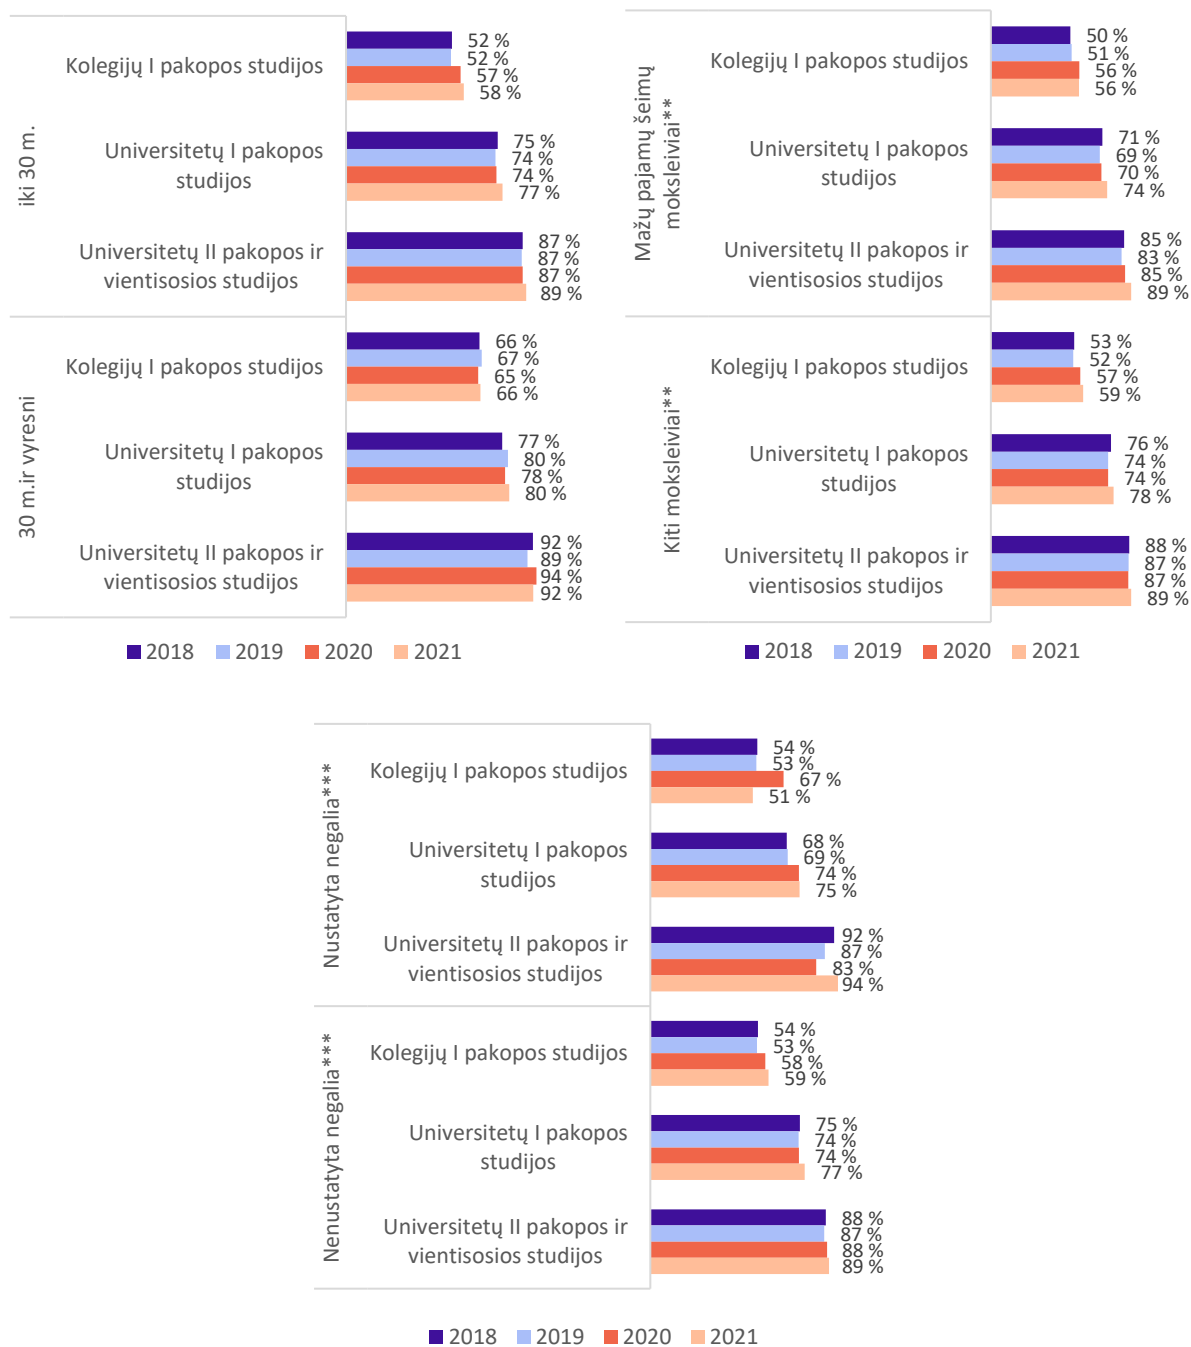 iki 30 m.
Kolegijų I pakopos studijos
52 %
52 %
57 %
58 %
Universitetų I pakopos
studijos
75 %
74 %
74 %
77 %
Universitetų II pakopos ir
vientisosios studijos
87 %
87 %
87 %
89 %
30 m.ir vyresni
Kolegijų I pakopos studijos
66 %
67 %
65 %
66 %
Universitetų I pakopos
studijos
77 %
80 %
78 %
80 %
Universitetų II pakopos ir
vientisosios studijos
92 %
89 %
94 %
92 %
2018 2019 2020 2021
Mažų pajamų šeimų
moksleiviai**
Kolegijų I pakopos studijos
50 %
51 %
56 %
56 %
Universitetų I pakopos
studijos
71 %
69 %
70 %
74 %
Universitetų II pakopos ir
vientisosios studijos
85 %
83 %
85 %
89 %
Kiti moksleiviai**
Kolegijų I pakopos studijos
53 %
52 %
57 %
59 %
Universitetų I pakopos
studijos
76 %
74 %
74 %
78 %
Universitetų II pakopos ir
vientisosios studijos
88 %
87 %
87 %
89 %
2018 2019 2020 2021
Nustatyta negalia***
Kolegijų I pakopos studijos
54 %
53 %
67 %
51 %
Universitetų I pakopos
studijos
68 %
69 %
74 %
75 %
Universitetų II pakopos ir
vientisosios studijos
92 %
87 %
83 %
94 %
Nenustatyta negalia***
Kolegijų I pakopos studijos
54 %
53 %
58 %
59 %
Universitetų I pakopos
studijos
75 %
74 %
74 %
77 %
Universitetų II pakopos ir
vientisosios studijos
88 %
87 %
88 %
89 %
2018 2019 2020 2021